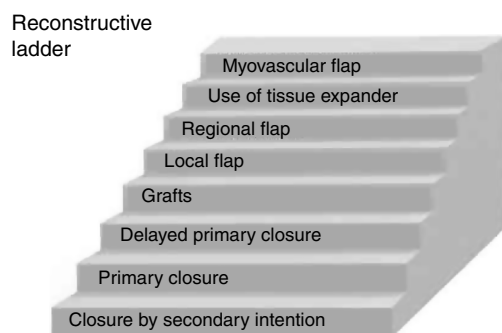 Reconstructive
ladder
Myovascular flap
Use of tissue expander
Regional flap
Local flap
Grafts
Delayed primary closure
Primary closure
Closure by secondary intention